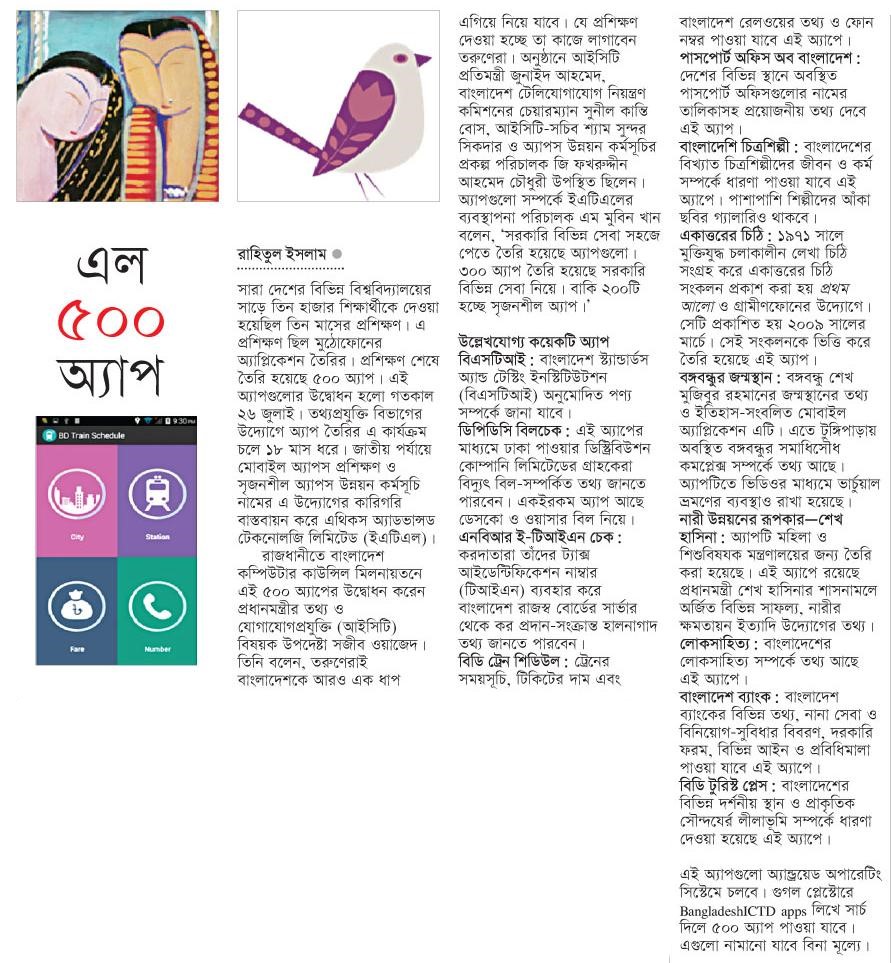 এল
৫০০
অ্যাপ
9:30 PM
BD Train Schedule
City
Station
Fare
Number
রাহিতুল ইসলাম
সারা দেশের বিভিন্ন বিশ্ববিদ্যালয়ের
সাড়ে তিন হাজার শিক্ষার্থীকে দেওয়া
হয়েছিল তিন মাসের প্রশিক্ষণ। এ
প্রশিক্ষণ ছিল মুঠোফোনের
অ্যাপ্লিকেশন তৈরির। প্রশিক্ষণ শেষে
তৈরি হয়েছে ৫০০ অ্যাপ। এই
অ্যাপগুলোর উদ্বোধন হলো গতকাল
২৬ জুলাই। তথ্যপ্রযুক্তি বিভাগের
উদ্যোগে অ্যাপ তৈরির এ কার্যক্রম
চলে ১৮ মাস ধরে। জাতীয় পর্যায়ে
মোবাইল অ্যাপস প্রশিক্ষণ ও
সৃজনশীল অ্যাপস উন্নয়ন কর্মসূচি
নামের এ উদ্যোগের কারিগরি
বাস্তবায়ন করে এথিকস অ্যাডভান্সড
টেকনোলজি লিমিটেড (ইএটিএল)।
রাজধানীতে বাংলাদেশ
কম্পিউটার কাউন্সিল মিলনায়তনে
এই ৫০০ অ্যাপের উদ্বোধন করেন
প্রধানমন্ত্রীর তথ্য ও
যোগাযোগপ্রযুক্তি (আইসিটি)
বিষয়ক উপদেষ্টা সজীব ওয়াজেদ।
তিনি বলেন, তরুণেরাই
বাংলাদেশকে আরও এক ধাপ
এগিয়ে নিয়ে যাবে। যে প্রশিক্ষণ
দেওয়া হচ্ছে তা কাজে লাগাবেন
তরুণেরা। অনুষ্ঠানে আইসিটি
প্রতিমন্ত্রী জুনাইদ আহমেদ,
বাংলাদেশ টেলিযোগাযোগ নিয়ন্ত্রণ
কমিশনের চেয়ারম্যান সুনীল কান্তি
বোস, আইসিটি-সচিব শ্যাম সুন্দর
সিকদার ও অ্যাপস উন্নয়ন কর্মসূচির
প্রকল্প পরিচালক জি ফখরুদ্দীন
আহমেদ চৌধুরী উপস্থিত ছিলেন।
অ্যাপগুলো সম্পর্কে ইএটিএলের
ব্যবস্থাপনা পরিচালক এম মুবিন খান
বলেন, ‘সরকারি বিভিন্ন সেবা সহজে
পেতে তৈরি হয়েছে অ্যাপগুলো।
৩০০ অ্যাপ তৈরি হয়েছে সরকারি
বিভিন্ন সেবা নিয়ে। বাকি ২০০টি
হচ্ছে সৃজনশীল অ্যাপ।’
উল্লেখযোগ্য কয়েকটি অ্যাপ
বিএসটিআই : বাংলাদেশ স্ট্যান্ডার্ডস
অ্যান্ড টেস্টিং ইনস্টিটিউটশন
(বিএসটিআই) অনুমোদিত পণ্য
সম্পর্কে জানা যাবে।
ডিপিডিসি বিলচেক : এই অ্যাপের
মাধ্যমে ঢাকা পাওয়ার ডিস্ট্রিবিউশন
কোম্পানি লিমিটেডের গ্রাহকেরা
বিদ্যুৎ বিল-সম্পর্কিত তথ্য জানতে
পারবেন। একইরকম অ্যাপ আছে
ডেসকো ও ওয়াসার বিল নিয়ে।
এনবিআর ই-টিআইএন চেক :
করদাতারা তাঁদের ট্যাক্স
আইডেন্টিফিকেশন নাম্বার
(টিআইএন) ব্যবহার করে
বাংলাদেশ রাজস্ব বোর্ডের সার্ভার
থেকে কর প্রদান-সংক্রান্ত হালনাগাদ
তথ্য জানতে পারবেন।
বিডি ট্রেন শিডিউল : ট্রেনের
সময়সূচি, টিকিটের দাম এবং
বাংলাদেশ রেলওয়ের তথ্য ও ফোন
নম্বর পাওয়া যাবে এই অ্যাপে।
পাসপোর্ট অফিস অব বাংলাদেশ :
দেশের বিভিন্ন স্থানে অবস্থিত
পাসপোর্ট অফিসগুলোর নামের
তালিকাসহ প্রয়োজনীয় তথ্য দেবে
এই অ্যাপ।
বাংলাদেশি চিত্রশিল্পী : বাংলাদেশের
বিখ্যাত চিত্রশিল্পীদের জীবন ও কর্ম
সম্পর্কে ধারণা পাওয়া যাবে এই
অ্যাপে। পাশাপাশি শিল্পীদের আঁকা
ছবির গ্যালারিও থাকবে।
একাত্তরের চিঠি : ১৯৭১ সালে
মুক্তিযুদ্ধ চলাকালীন লেখা চিঠি
সংগ্রহ করে একাত্তরের চিঠি
সংকলন প্রকাশ করা হয় প্রথম
আলো ও গ্রামীণফোনের উদ্যোগে।
সেটি প্রকাশিত হয় ২০০৯ সালের
মার্চে। সেই সংকলনকে ভিত্তি করে
তৈরি হয়েছে এই অ্যাপ।
বঙ্গবন্ধুর জন্মস্থান : বঙ্গবন্ধু শেখ
মুজিবুর রহমানের জন্মস্থানের তথ্য
ও ইতিহাস-সংবলিত মোবাইল
অ্যাপ্লিকেশন এটি। এতে টুঙ্গিপাড়ায়
অবস্থিত বঙ্গবন্ধুর সমাধিসৌধ
কমপ্লেক্স সম্পর্কে তথ্য আছে।
অ্যাপটিতে ভিডিওর মাধ্যমে ভার্চুয়াল
ভ্রমণের ব্যবস্থাও রাখা হয়েছে।
নারী উন্নয়নের রূপকার—শেখ
হাসিনা : অ্যাপটি মহিলা ও
শিশুবিষযক মন্ত্রণালয়ের জন্য তৈরি
করা হয়েছে। এই অ্যাপে রয়েছে
প্রধানমন্ত্রী শেখ হাসিনার শাসনামলে
অর্জিত বিভিন্ন সাফল্য, নারীর
ক্ষমতায়ন ইত্যাদি উদ্যোগের তথ্য।
লোকসাহিত্য : বাংলাদেশের
লোকসাহিত্য সম্পর্কে তথ্য আছে
এই অ্যাপে।
বাংলাদেশ ব্যাংক : বাংলাদেশ
ব্যাংকের বিভিন্ন তথ্য, নানা সেবা ও
বিনিয়োগ-সুবিধার বিবরণ, দরকারি
ফরম, বিভিন্ন আইন ও প্রবিধিমালা
পাওয়া যাবে এই অ্যাপে।
বিডি টুরিস্ট প্লেস : বাংলাদেশের
বিভিন্ন দর্শনীয় স্থান ও প্রাকৃতিক
সৌন্দর্যের লীলাভূমি সম্পর্কে ধারণা
দেওয়া হয়েছে এই অ্যাপে।
এই অ্যাপগুলো অ্যান্ড্রয়েড অপারেটিং
সিস্টেমে চলবে। গুগল প্লেস্টোরে
BangladeshICTD apps লিখে সার্চ
দিলে ৫০০ অ্যাপ পাওয়া যাবে।
এগুলো নামানো যাবে বিনা মূল্যে।